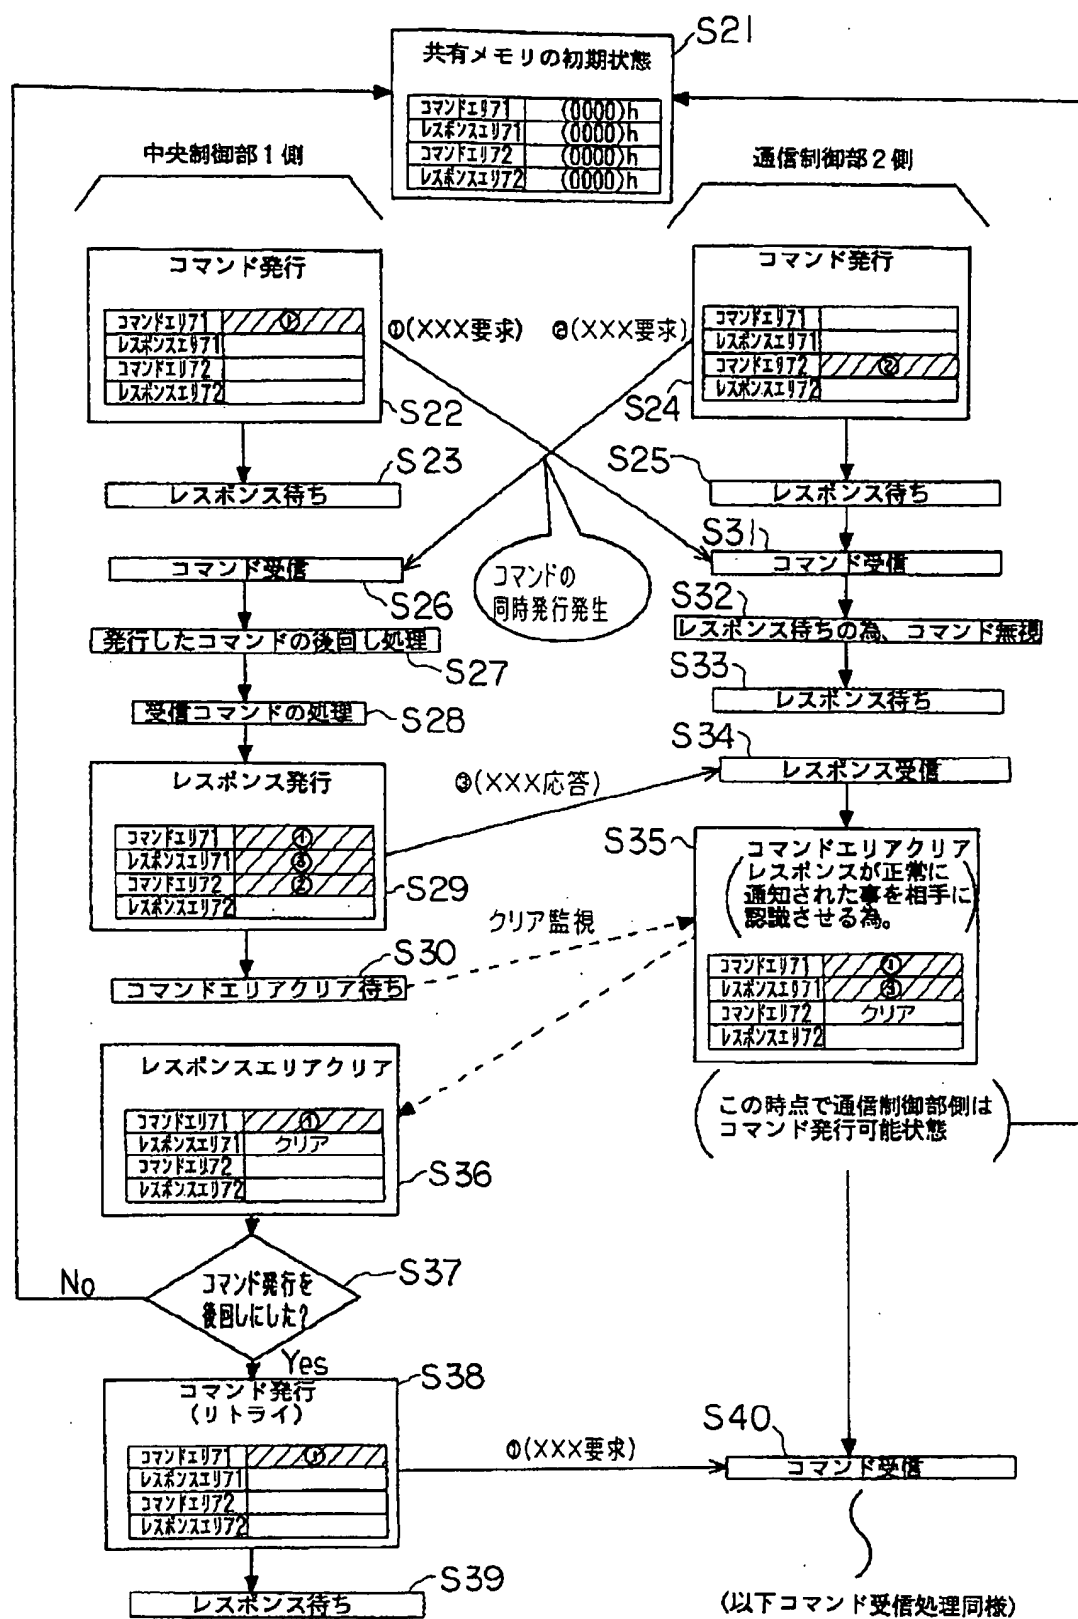 S21
共有メモリの初期状態
コマンドエリア1 (0000)h
レスポンスエリア1 (0000)h
コマンドエリア2 (0000)h
レスポンスエリア2 (0000)h
中央制御部1側
通信制御部2側
コマンド発行
コマンドエリア1 ①
レスポンスエリア1
コマンドエリア2
レスポンスエリア2
S22
①(XXX要求)
②(XXX要求)
コマンド発行
コマンドエリア1
レスポンスエリア1
コマンドエリア2 ②
レスポンスエリア2
S24
S23
レスポンス待ち
S25
レスポンス待ち
コマンドの
同時発行発生
コマンド受信
S26
S31
コマンド受信
発行したコマンドの後回し処理
S27
S32
レスポンス待ちの為、コマンド無視
受信コマンドの処理
S28
S33
レスポンス待ち
レスポンス発行
コマンドエリア1 ①
レスポンスエリア1 ③
コマンドエリア2 ②
レスポンスエリア2
S29
③(XXX応答)
S34
レスポンス受信
S35
コマンドエリアクリア
(レスポンスが正常に
通知された事を相手に
認識させる為。)
コマンドエリア1 ①
レスポンスエリア1 ③
コマンドエリア2 クリア
レスポンスエリア2
クリア監視
S30
コマンドエリアクリア待ち
レスポンスエリアクリア
コマンドエリア1 ①
レスポンスエリア1 クリア
コマンドエリア2
レスポンスエリア2
S36
(この時点で通信制御部側は
コマンド発行可能状態)
No
コマンド発行を
後回しにした?
S37
Yes
コマンド発行
(リトライ)
コマンドエリア1 ①
レスポンスエリア1
コマンドエリア2
レスポンスエリア2
S38
①(XXX要求)
S40
コマンド受信
S39
レスポンス待ち
(以下コマンド受信処理同様)